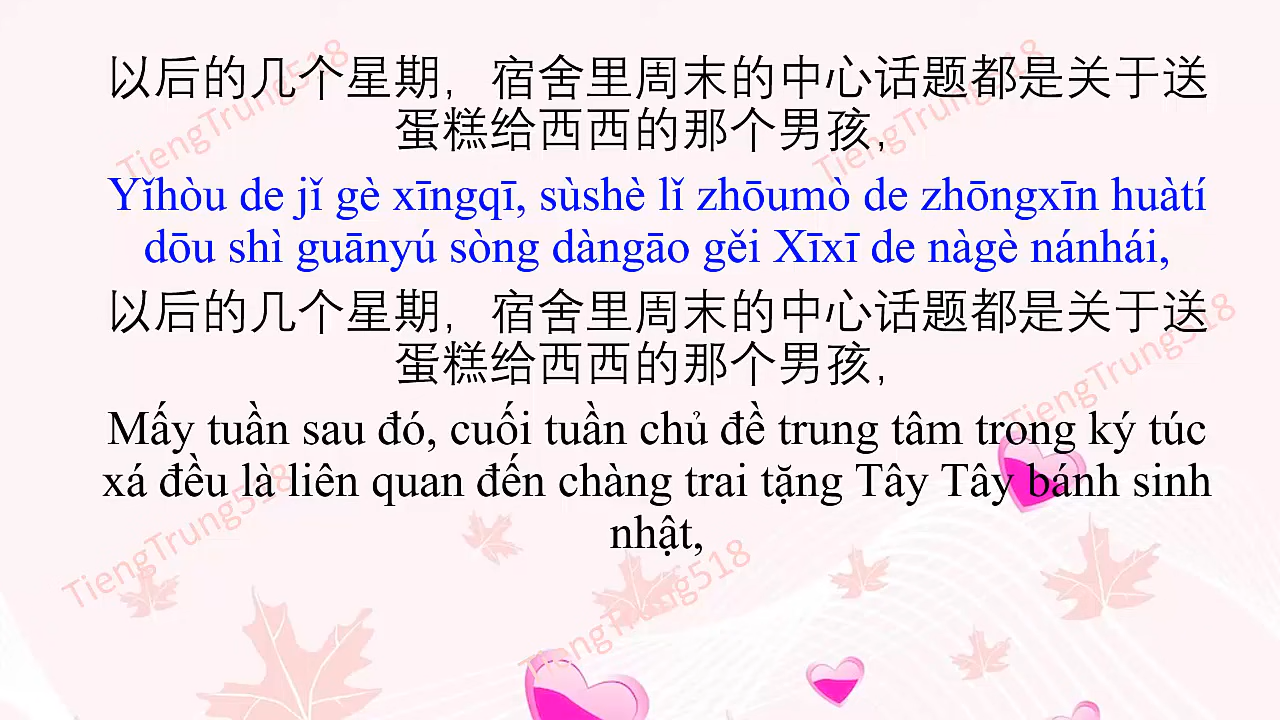 以后的几个星期，宿舍里周末的中心话题都是关于送
蛋糕给西西的那个男孩，
Yǐhòu de jǐ gè xīngqī, sùshè lǐ zhōumò de zhōngxīn huàtí
dōu shì guānyú sòng dàngāo gěi Xīxī de nàgè nánhái,
以后的几个星期，宿舍里周末的中心话题都是关于送
蛋糕给西西的那个男孩，
Mấy tuần sau đó, cuối tuần chủ đề trung tâm trong ký túc
xá đều là liên quan đến chàng trai tặng Tây Tây bánh sinh
nhật,
TiengTrung518
TiengTrung518
TiengTrung518
TiengTrung518
TiengTrung518